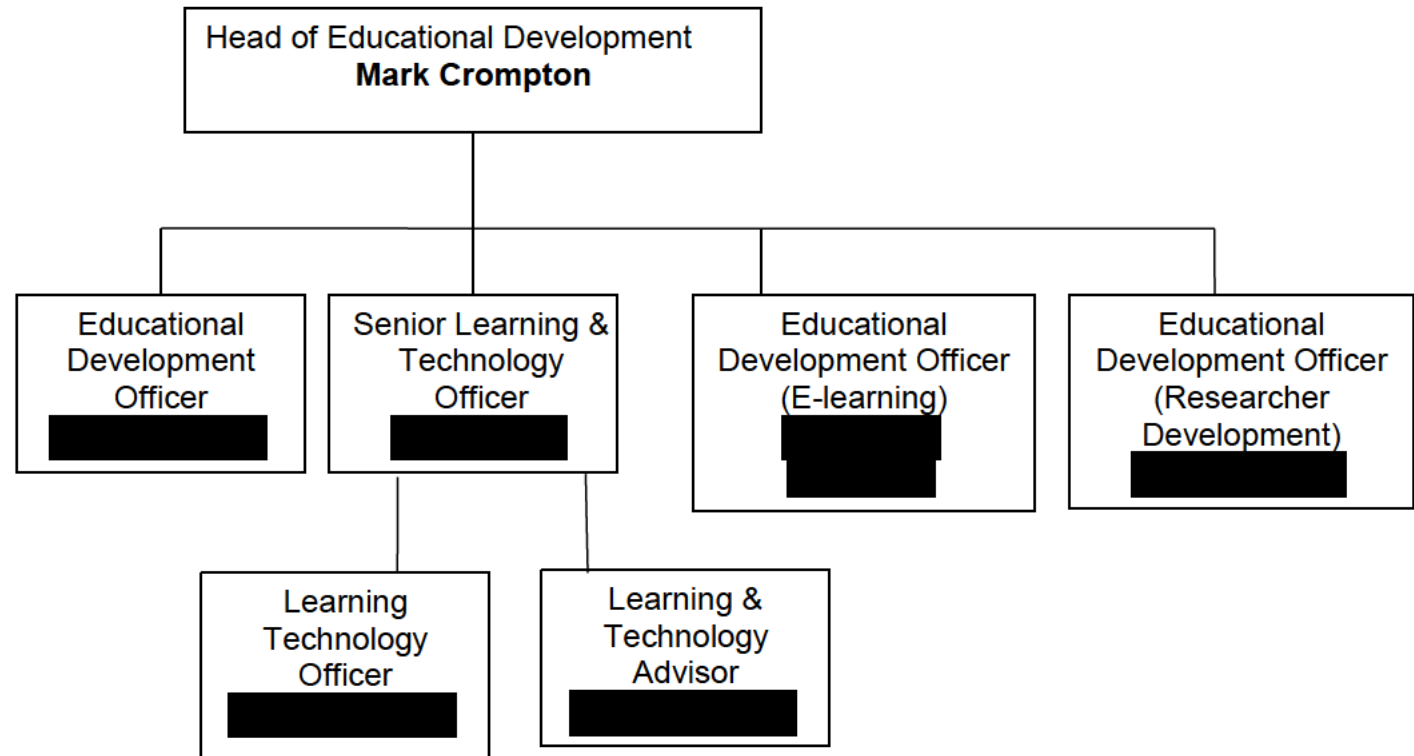 Head of Educational Development
Mark Crompton
Educational
Development
Officer
Senior Learning &
Technology
Officer
Educational
Development Officer
(E-learning)
Educational
Development Officer
(Researcher
Development)
Learning
Technology
Officer
Learning &
Technology
Advisor